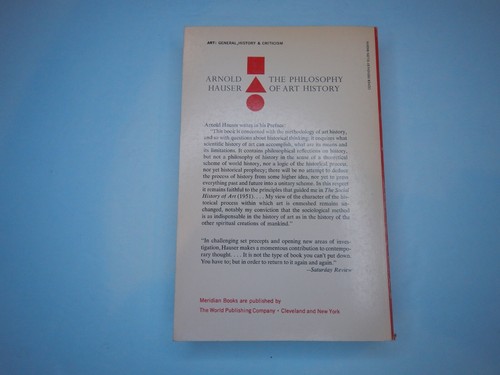 ART: GENERAL, HISTORY & CRITICISM
ARNOLD HAUSER
THE PHILOSOPHY OF ART HISTORY
Arnold Hauser writes in his Preface:
"This book is concerned with the methodology of art history,
and so with questions about historical thinking; it enquires what
scientific history of art can accomplish, what are its means and
its limitations. It contains philosophical reflections on history,
but not a philosophy of history in the sense of a theoretical
scheme of world history, not a logic of the historical process,
nor yet historical prophecy; there will be no attempt to deduce
the process of history from some higher idea, nor yet to press
everything past and future into a unitary scheme. In this respect
it remains faithful to the principles that guided me in The Social
History of Art (1951). . . . My view of the character of the his-
torical process within which art is enmeshed remains un-
changed, notably my conviction that the sociological method
is as indispensable in the history of art as in the history of the
other spiritual creations of mankind."
"In challenging set precepts and opening new areas of inves-
tigation, Hauser makes a momentous contribution to contempo-
rary thought. . . . It is not the type of book you can't put down.
You have to; but in order to return to it again and again."
—Saturday Review
Meridian Books are published by
The World Publishing Company • Cleveland and New York